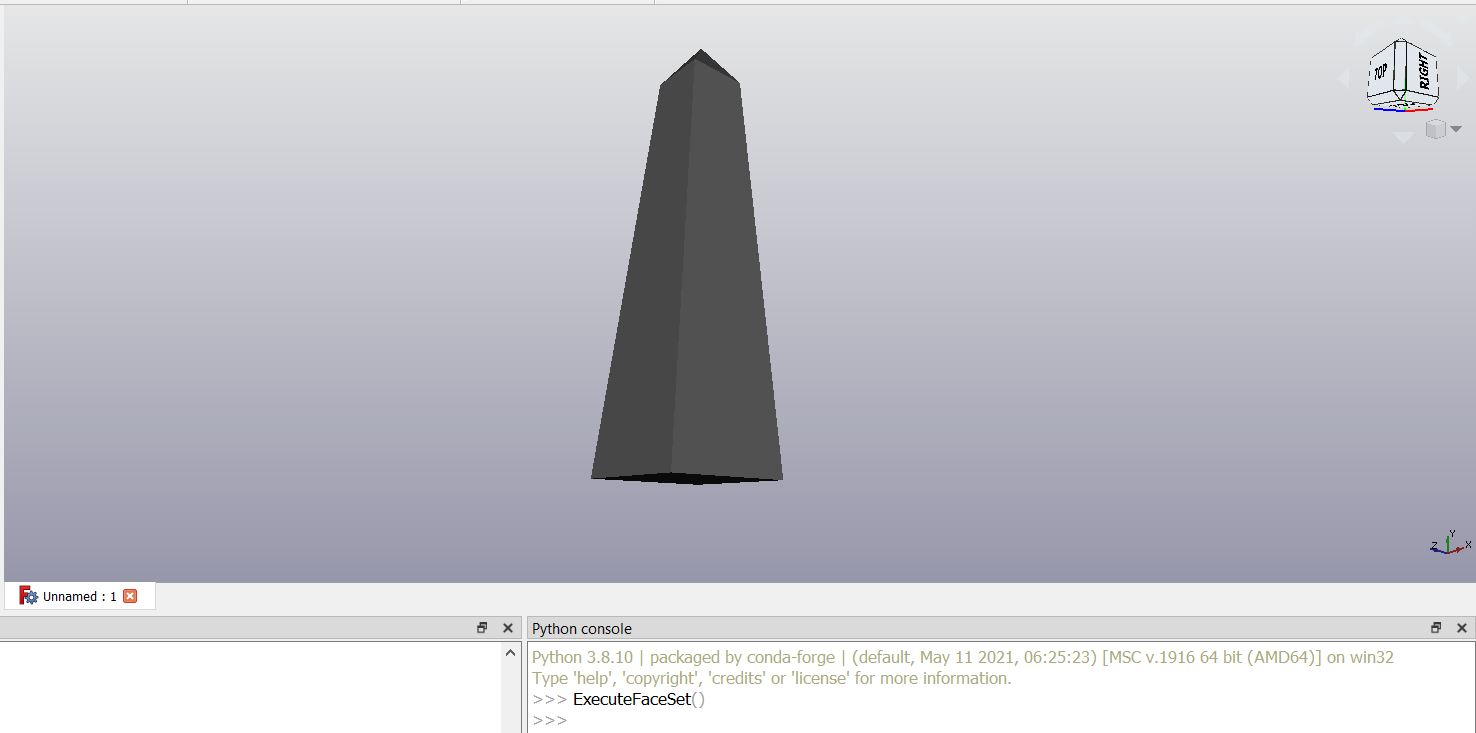 TOP
RIGHT
Y
Z
X
Unnamed : 1
Python console
Python 3.8.10 | packaged by conda-forge | (default, May 11 2021, 06:25:23) [MSC v.1916 64 bit (AMD64)] on win32
Type 'help', 'copyright', 'credits' or 'license' for more information.
>>> ExecuteFaceSet()
>>>